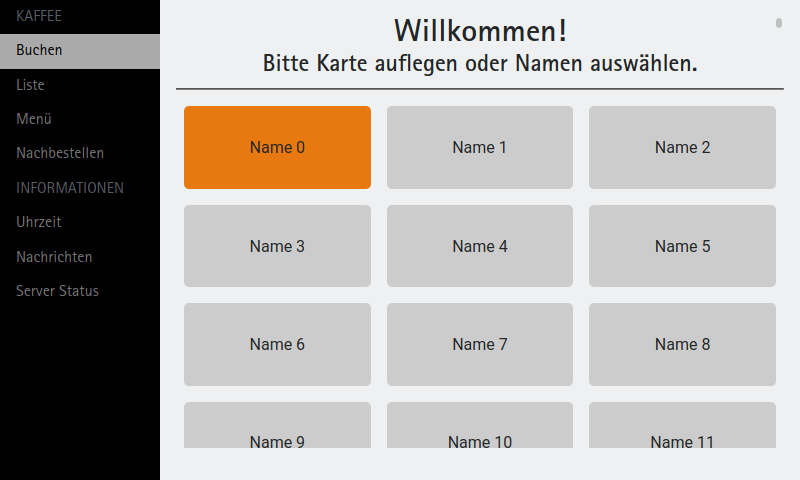 KAFFEE
Buchen
Liste
Menü
Nachbestellen
INFORMATIONEN
Uhrzeit
Nachrichten
Server Status
Willkommen!
Bitte Karte auflegen oder Namen auswählen.
Name 0
Name 1
Name 2
Name 3
Name 4
Name 5
Name 6
Name 7
Name 8
Name 9
Name 10
Name 11